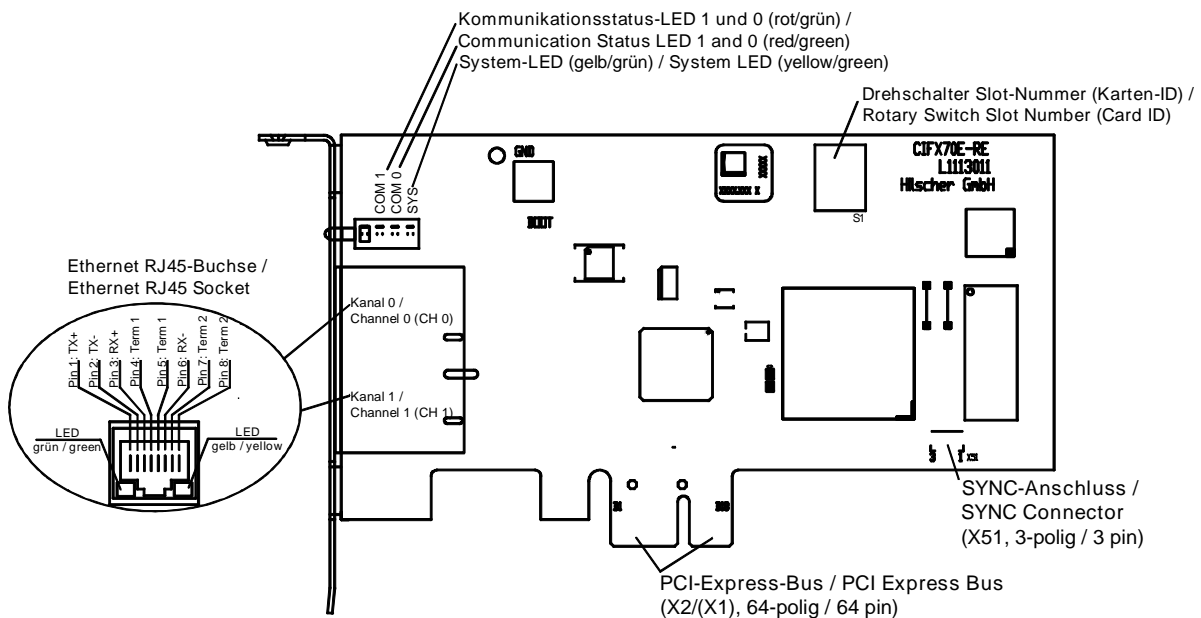 Kommunikationsstatus-LED 1 und 0 (rot/grün) /
Communication Status LED 1 and 0 (red/green)
System-LED (gelb/grün) / System LED (yellow/green)
Drehschalter Slot-Nummer (Karten-ID) /
Rotary Switch Slot Number (Card ID)
GND
XXXX
XXXXXXX X
CIFX70E-RE
L1113011
Hilscher GmbH
COM 1
COM 0
SYS
BOOT
S1
Ethernet RJ45-Buchse /
Ethernet RJ45 Socket
Kanal 0 /
Channel 0 (CH 0)
Pin 1: TX+
Pin 2: TX-
Pin 3: RX+
Pin 4: Term 1
Pin 5: Term 1
Pin 6: RX-
Pin 7: Term 2
Pin 8: Term 2
Kanal 1 /
Channel 1 (CH 1)
LED
grün / green
LED
gelb / yellow
X51
SYNC-Anschluss /
SYNC Connector
(X51, 3-polig / 3 pin)
PCI-Express-Bus / PCI Express Bus
(X2/(X1), 64-polig / 64 pin)